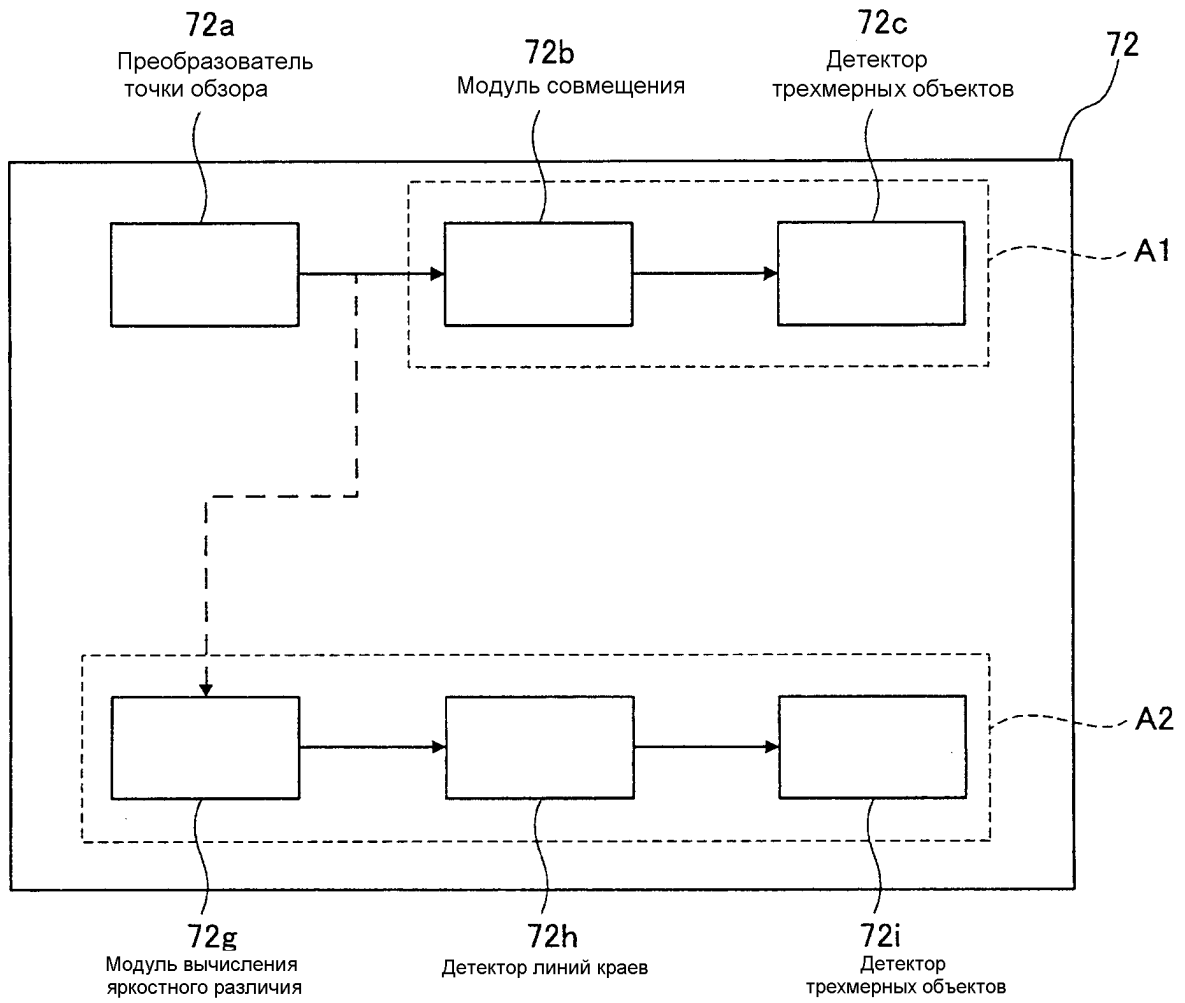 72a
Преобразователь
точки обзора
72b
Модуль совмещения
72c
Детектор
трехмерных объектов
72
A1
A2
72g
Модуль вычисления
яркостного различия
72h
Детектор линий краев
72i
Детектор
трехмерных объектов